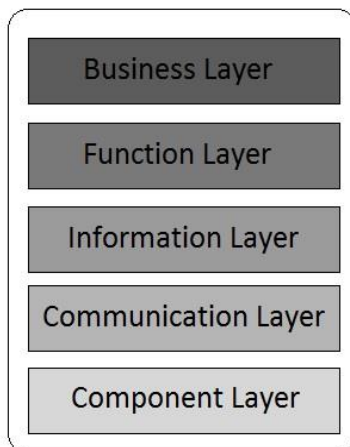 Business Layer
Function Layer
Information Layer
Communication Layer
Component Layer